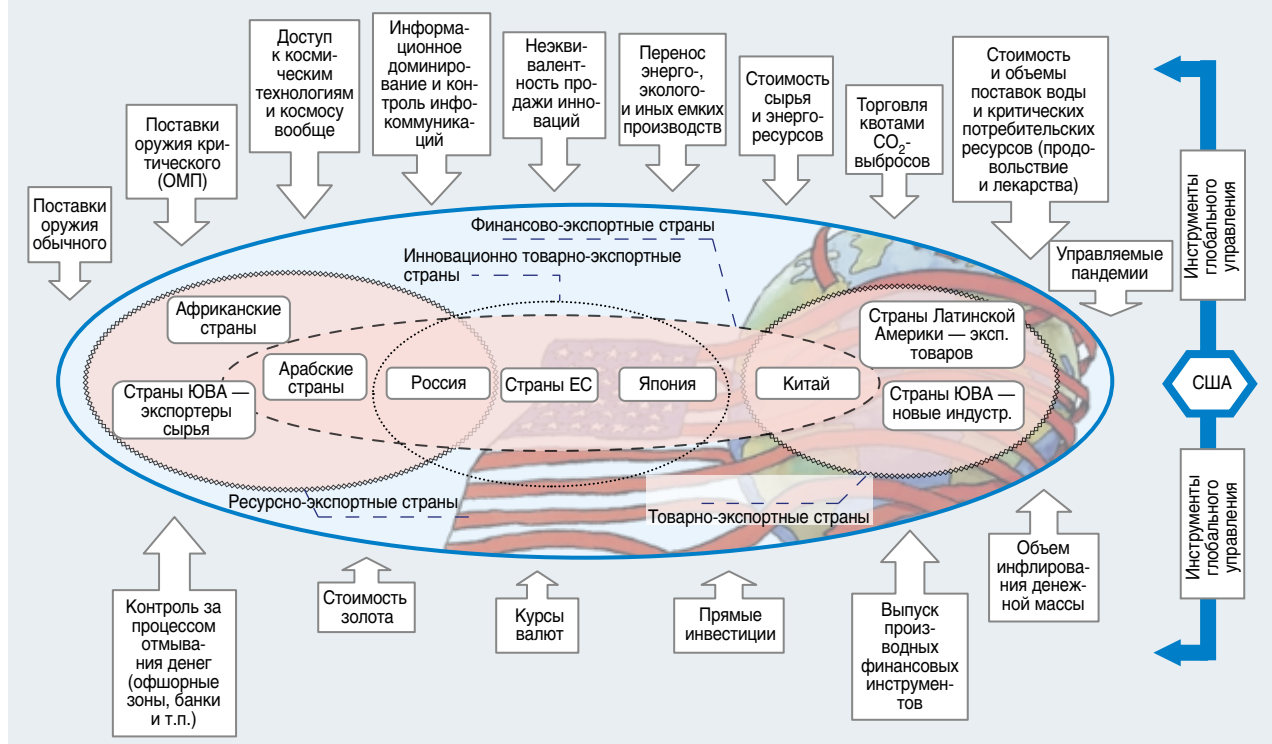 Поставки
оружия
обычного
Поставки
оружия кри-
тического
(ОМП)
Доступ
к косми-
ческим
технологиям
и космосу
вообще
Информа-
ционное
доминиро-
вание и кон-
троль инфо-
коммуника-
ций
Неэкви-
валент-
ность про-
дажи инно-
ваций
Перенос
энерго-,
эколого-
и иных емких
производств
Стоимость
сырья
и энерго-
ресурсов
Торговля
квотами
CO2-
выбросов
Стоимость
и объемы
поставок воды
и критических
потребительских
ресурсов (продо-
вольствие
и лекарства)
Управляемые
пандемии
Инструменты
глобального
управления
США
Инструменты
глобального
управления
Финансово-экспортные страны
Инновационно товарно-экспортные
страны
Африканские
страны
Арабские
страны
Страны ЮВА —
экспортеры
сырья
Россия
Страны ЕС
Япония
Китай
Страны Латинской
Америки — эксп.
товаров
Страны ЮВА —
новые индустр.
Ресурсно-экспортные страны
Товарно-экспортные страны
Контроль за
процессом
отмыва-
ния денег
(офшорные
зоны, банки
и т.п.)
Стоимость
золота
Курсы
валют
Прямые
инвестиции
Выпуск
произ-
водных
финансовых
инструмен-
тов
Объем
инфлирова-
ния денеж-
ной массы